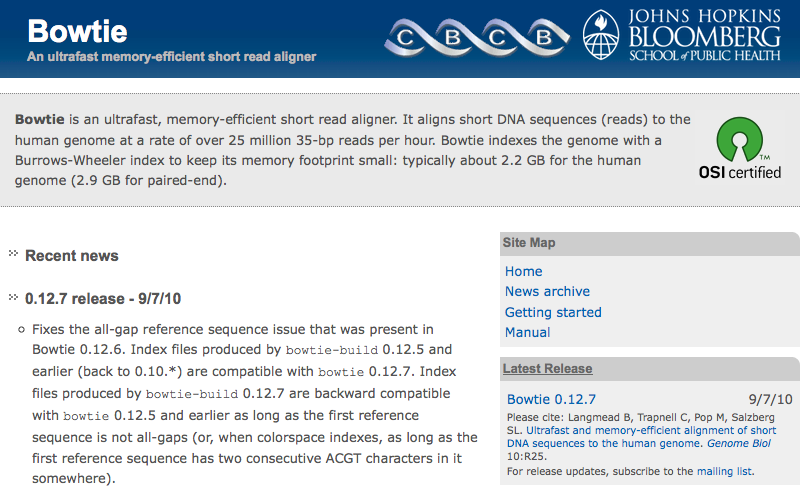 Bowtie
An ultrafast memory-efficient short read aligner
C B C B
JOHNS HOPKINS
BLOOMBERG
SCHOOL of PUBLIC HEALTH
Bowtie is an ultrafast, memory-efficient short read aligner. It aligns short DNA sequences (reads) to the
human genome at a rate of over 25 million 35-bp reads per hour. Bowtie indexes the genome with a
Burrows-Wheeler index to keep its memory footprint small: typically about 2.2 GB for the human
genome (2.9 GB for paired-end).
TM
OSI certified
Recent news
0.12.7 release - 9/7/10
Fixes the all-gap reference sequence issue that was present in
Bowtie 0.12.6. Index files produced by bowtie-build 0.12.5 and
earlier (back to 0.10.*) are compatible with bowtie 0.12.7. Index
files produced by bowtie-build 0.12.7 are backward compatible
with bowtie 0.12.5 and earlier as long as the first reference
sequence is not all-gaps (or, when colorspace indexes, as long as the
first reference sequence has two consecutive ACGT characters in it
somewhere).
Site Map
Home
News archive
Getting started
Manual
Latest Release
Bowtie 0.12.7 9/7/10
Please cite: Langmead B, Trapnell C, Pop M, Salzberg
SL. Ultrafast and memory-efficient alignment of short
DNA sequences to the human genome. Genome Biol
10:R25.
For release updates, subscribe to the mailing list.